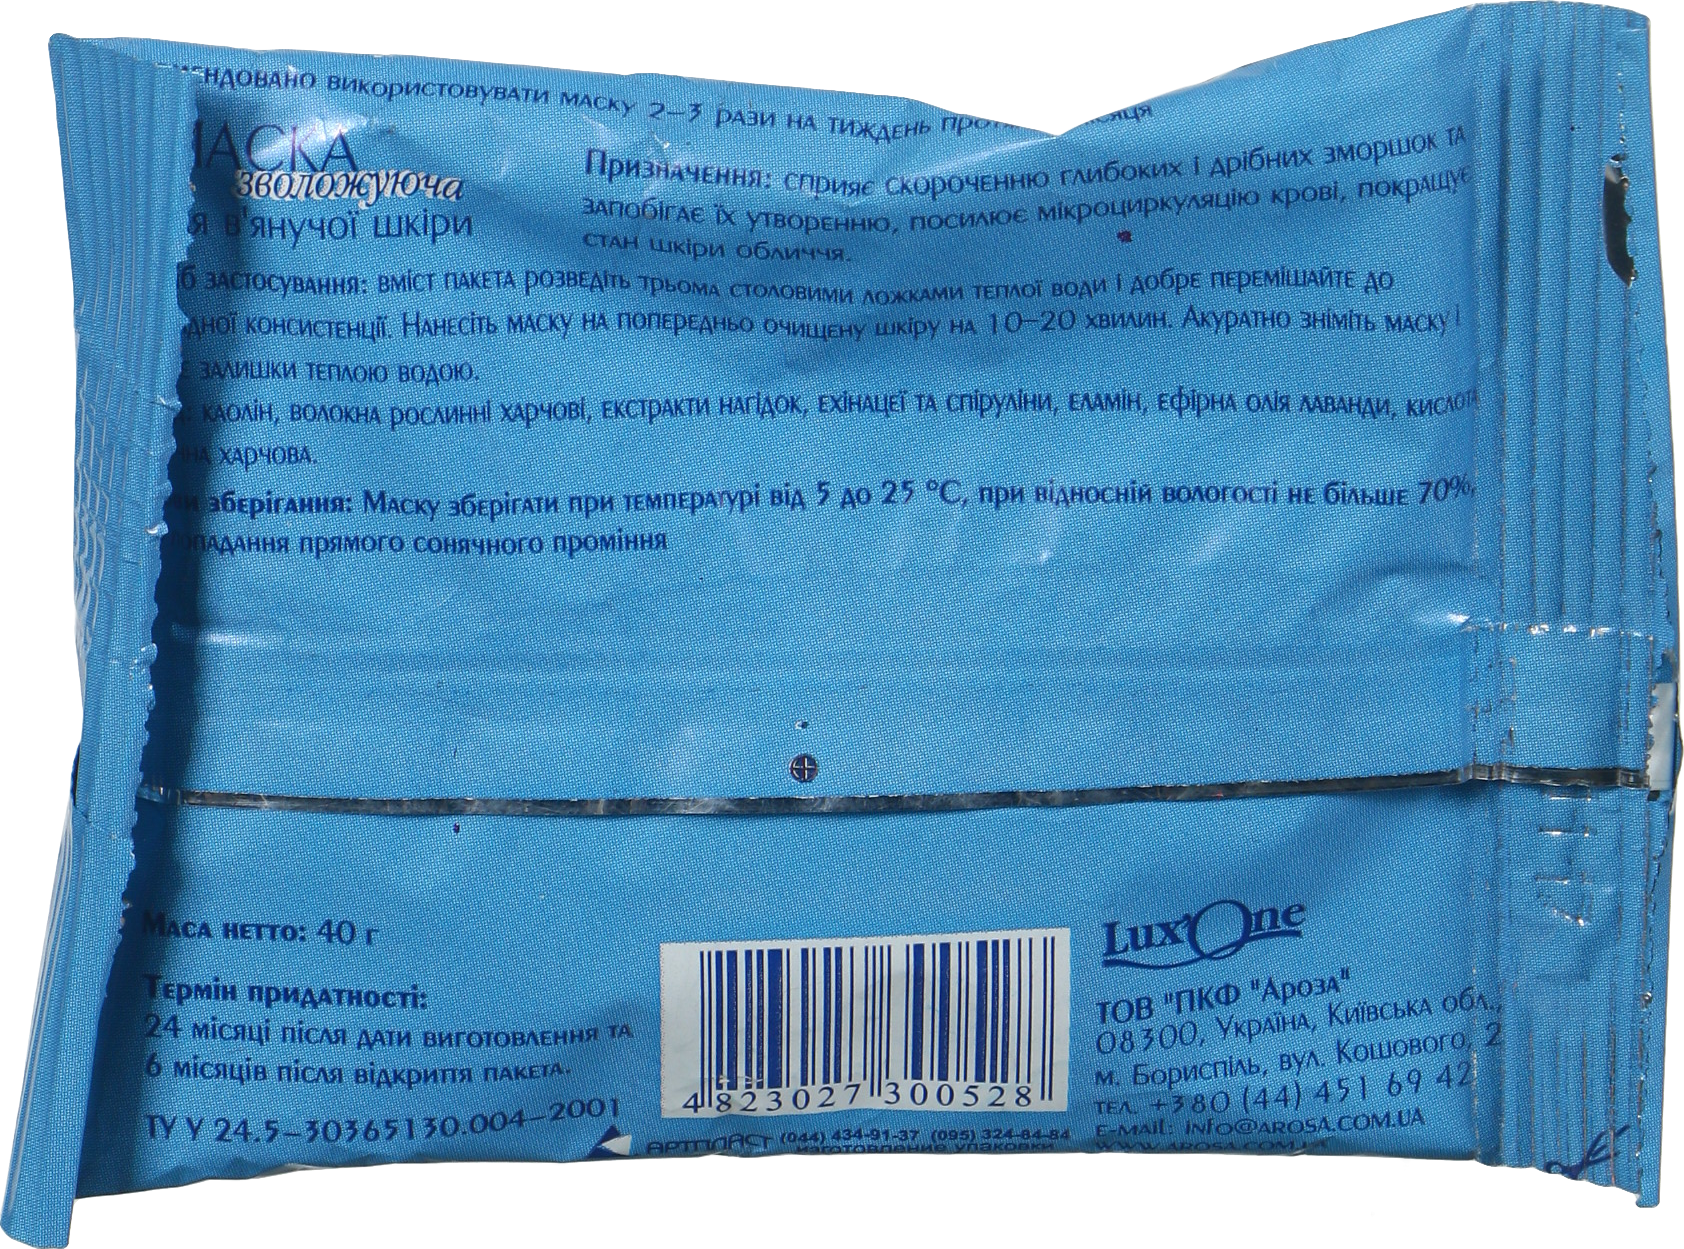 використовувати маску 2–3 рази на тиждень
зволожуюча
в'янучої шкіри
Призначення: сприяє скороченню глибоких і дрібних зморшок та
запобігає їх утворенню, посилює мікроциркуляцію крові, покращує
стан шкіри обличчя.
застосування: вміст пакета розведіть трьома столовими ложками теплої води і добре перемішайте до
консистенції. Нанесіть маску на попередньо очищену шкіру на 10–20 хвилин. Акуратно зніміть маску і
залишки теплою водою.
каолін, волокна рослинні харчові, екстракти нагідок, ехінацеї та спіруліни, еламін, ефірна олія лаванди, кислота
харчова.
зберігання: Маску зберігати при температурі від 5 до 25 °С, при відносній вологості не більше 70%,
прямого сонячного проміння
Маса нетто: 40 г
Термін придатності:
24 місяці після дати виготовлення та
6 місяців після відкриття пакета.
ТУ У 24.5–30365130.004–2001
4 823027 300528
АРТПЛАСТ (044) 434-91-37 (095) 324-84-84
изготовление упаковки
Lux'One
ТОВ "ПКФ "Ароза"
08300, Україна, Київська обл.,
м. Бориспіль, вул. Кошового, 2
тел. +380 (44) 451 69 42
e-mail: info@arosa.com.ua